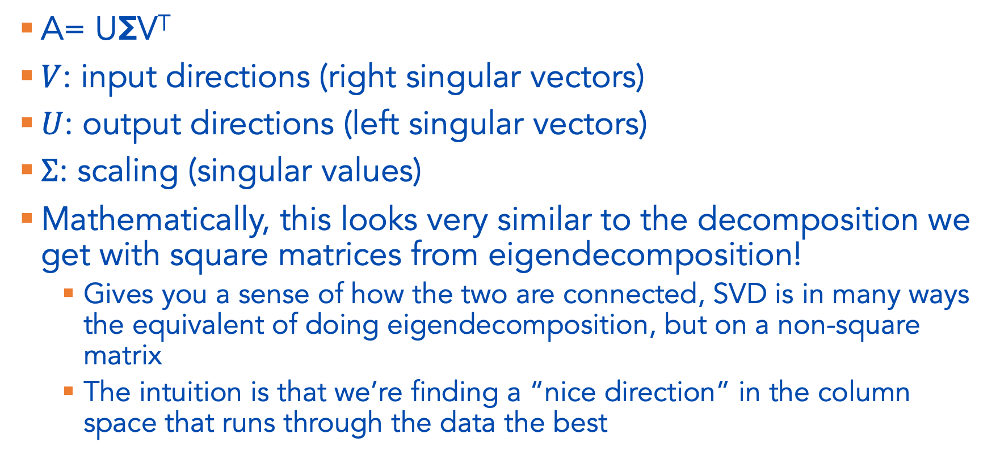 ▪ A= UΣVᵀ
▪ V: input directions (right singular vectors)
▪ U: output directions (left singular vectors)
▪ Σ: scaling (singular values)
▪ Mathematically, this looks very similar to the decomposition we
get with square matrices from eigendecomposition!
▪ Gives you a sense of how the two are connected, SVD is in many ways
the equivalent of doing eigendecomposition, but on a non-square
matrix
▪ The intuition is that we’re finding a “nice direction” in the column
space that runs through the data the best